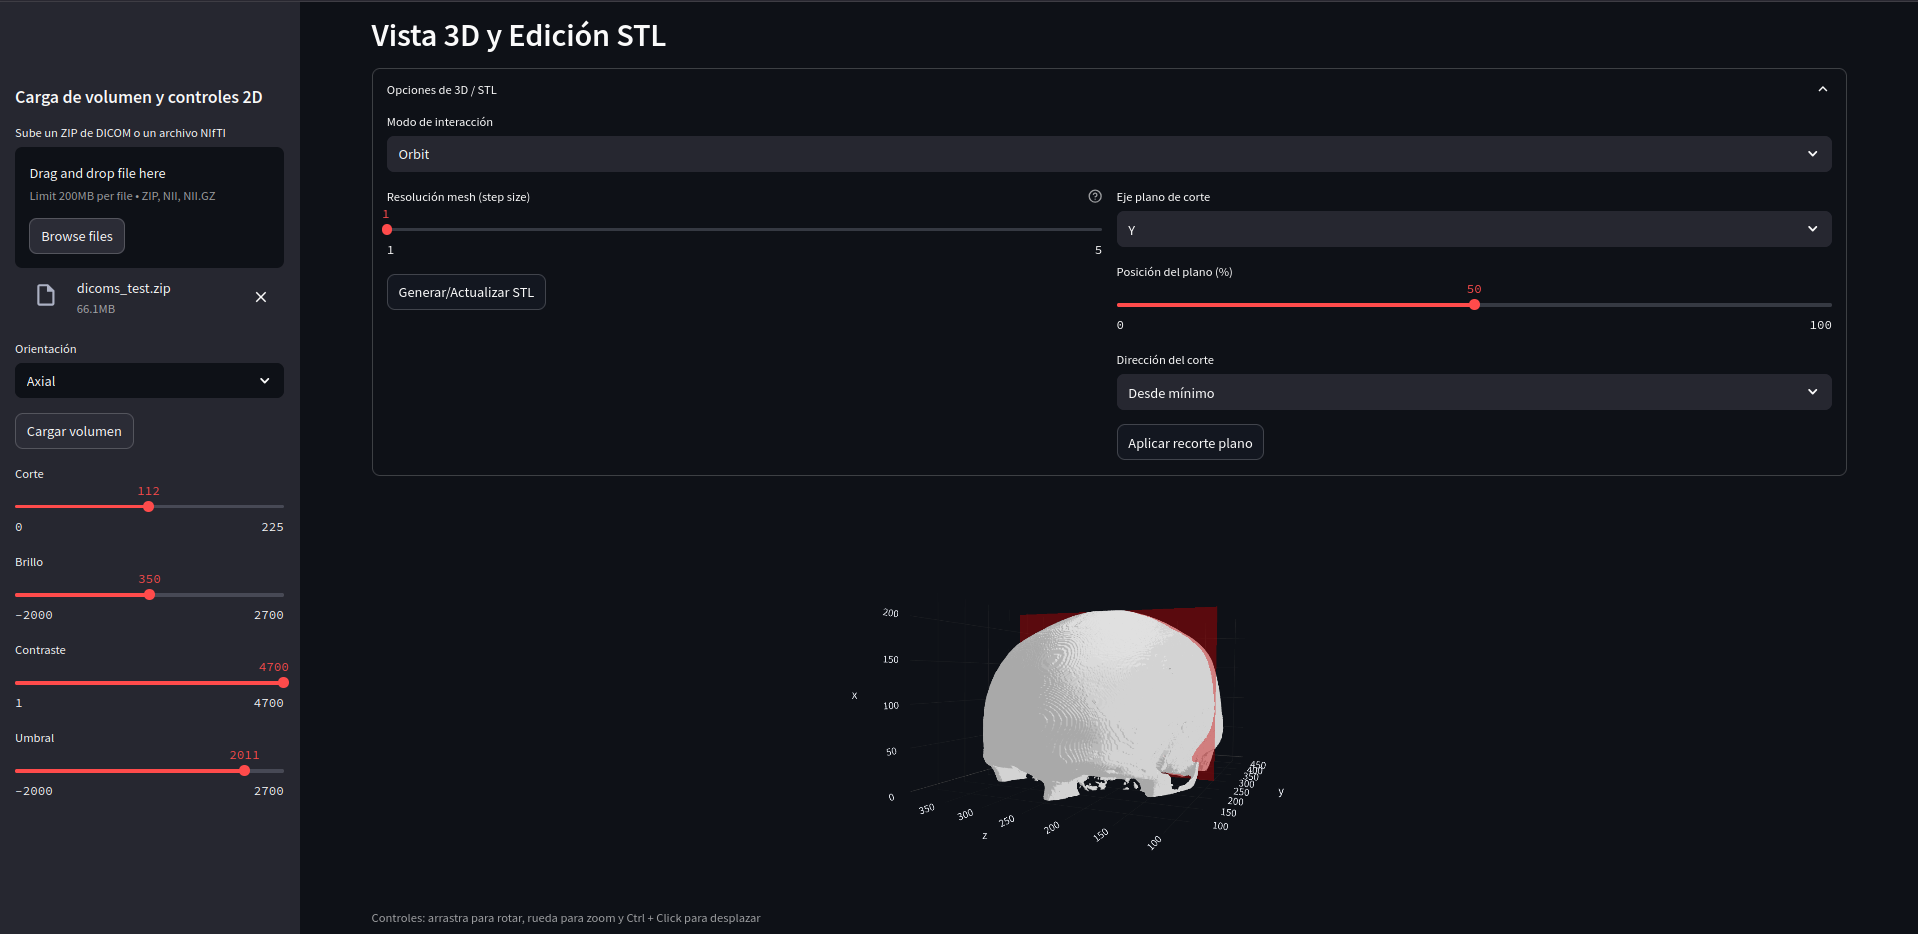 Carga de volumen y controles 2D
Sube un ZIP de DICOM o un archivo NIfTI
Drag and drop file here
Limit 200MB per file • ZIP, NII, NII.GZ
Browse files
dicoms_test.zip
66.1MB
Orientación
Axial
Cargar volumen
Corte
112
0 225
Brillo
350
−2000 2700
Contraste
4700
1 4700
Umbral
2011
−2000 2700
Vista 3D y Edición STL
Opciones de 3D / STL
Modo de interacción
Orbit
Resolución mesh (step size)
1
1 5
Generar/Actualizar STL
Eje plano de corte
Y
Posición del plano (%)
50
0 100
Dirección del corte
Desde mínimo
Aplicar recorte plano
200
150
x
100
50
0
350
300
250
200
150
100
z
450
400
350
300
250
200
150
100
y
Controles: arrastra para rotar, rueda para zoom y Ctrl + Click para desplazar